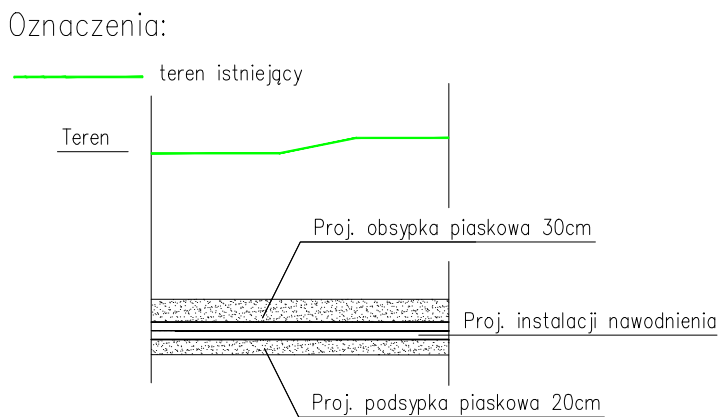 Oznaczenia:
teren istniejący
Teren
Proj. obsypka piaskowa 30cm
Proj. instalacji nawodnienia
Proj. podsypka piaskowa 20cm